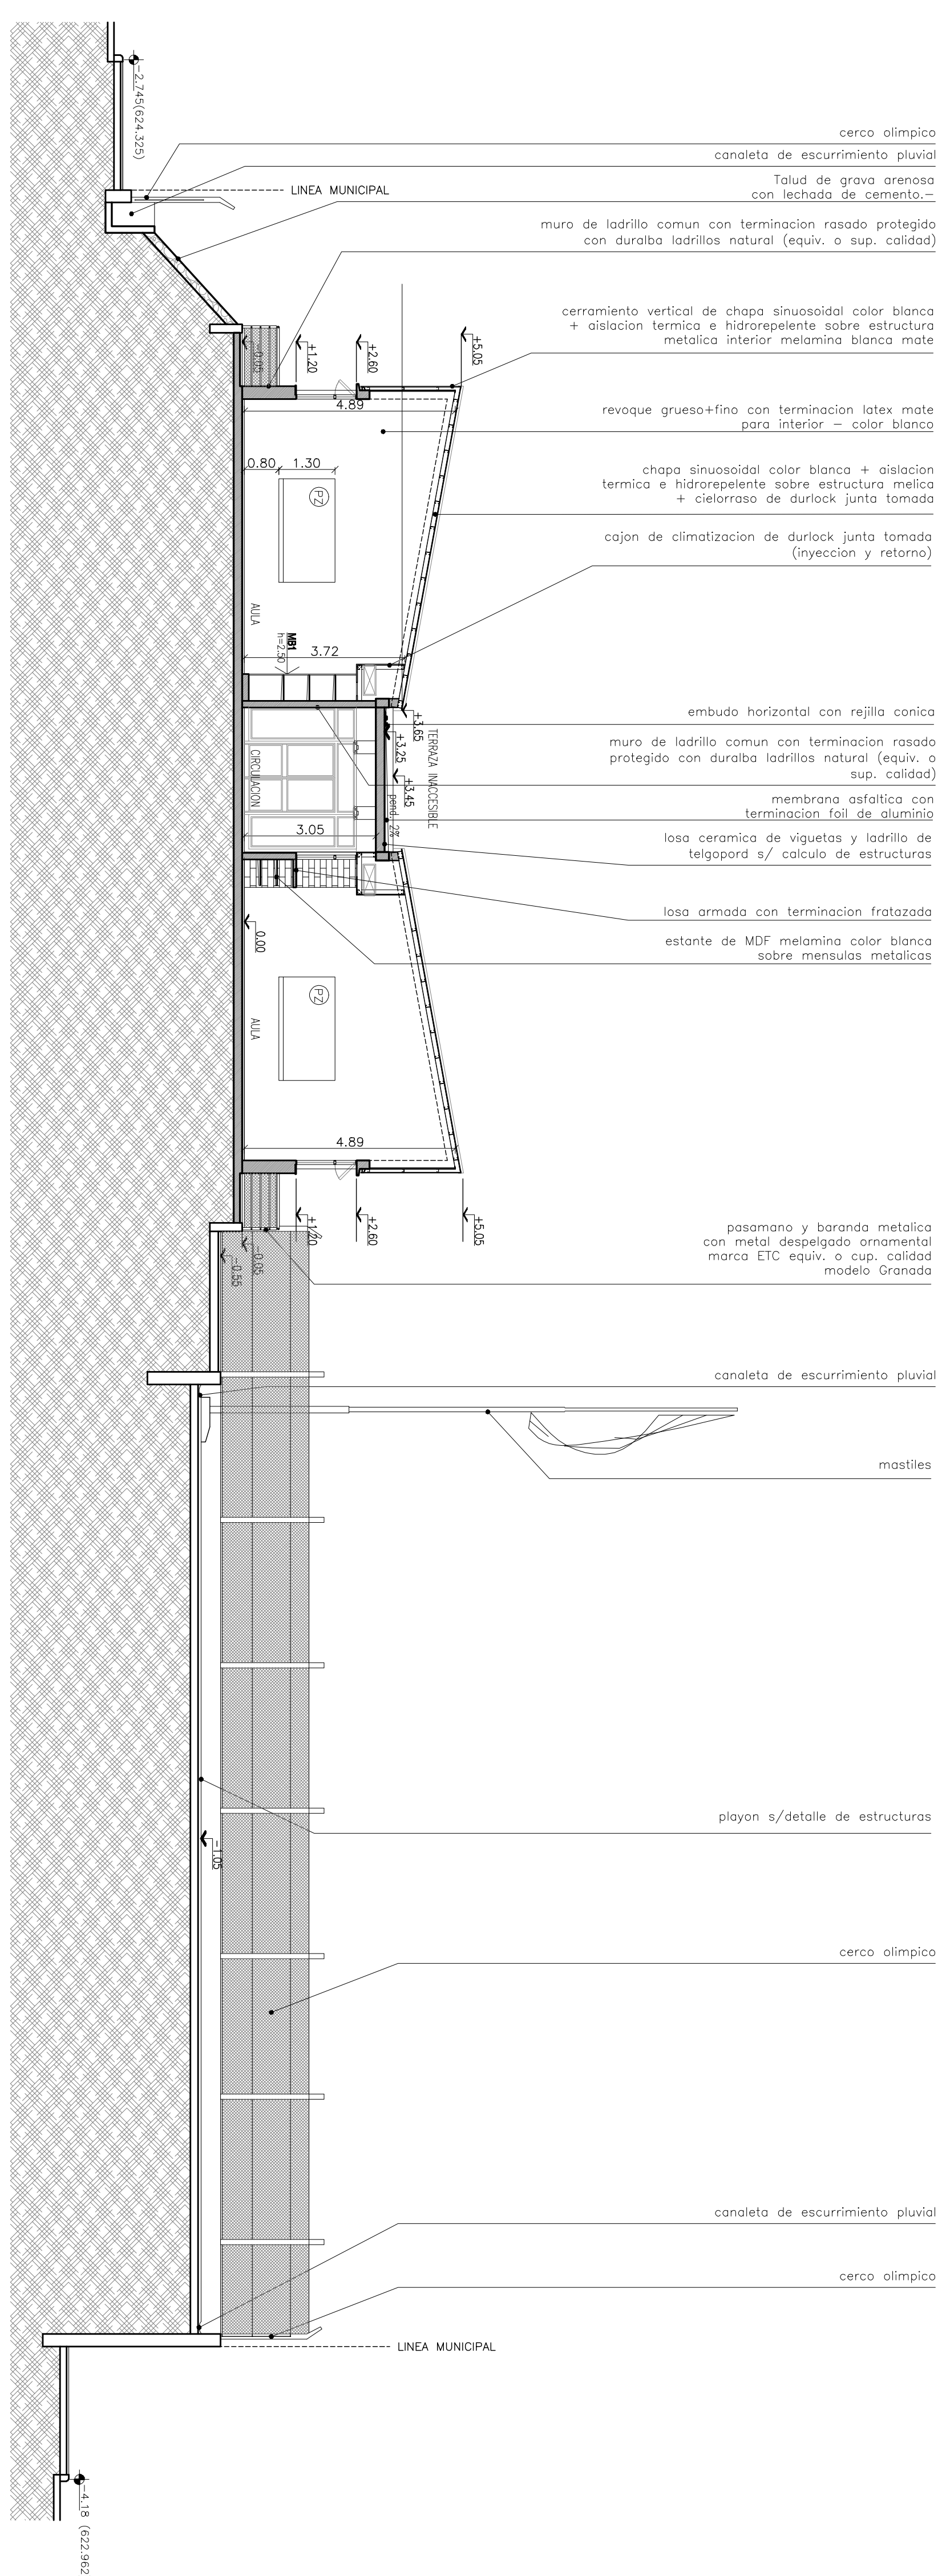 -2.745(624.325)
cerco olimpico
canaleta de escurrimiento pluvial
LINEA MUNICIPAL
Talud de grava arenosa
con lechada de cemento.-
muro de ladrillo comun con terminacion rasado protegido
con duralba ladrillos natural (equiv. o sup. calidad)
cerramiento vertical de chapa sinuosoidal color blanca
+ aislacion termica e hidrorepelente sobre estructura
metalica interior melamina blanca mate
-0.05
+1.20
+2.60
+5.05
4.89
revoque grueso+fino con terminacion latex mate
para interior - color blanco
0.80
1.30
PZ
chapa sinuosoidal color blanca + aislacion
termica e hidrorepelente sobre estructura melica
+ cielorraso de durlock junta tomada
cajon de climatizacion de durlock junta tomada
(inyeccion y retorno)
AULA
MB1
h=2.50
3.72
embudo horizontal con rejilla conica
+3.65
+3.25
+3.45
TERRAZA INACCESIBLE
pend. 2%
CIRCULACION
3.05
muro de ladrillo comun con terminacion rasado
protegido con duralba ladrillos natural (equiv. o
sup. calidad)
membrana asfaltica con
terminacion foil de aluminio
losa ceramica de viguetas y ladrillo de
telgopord s/ calculo de estructuras
losa armada con terminacion fratazada
0.00
estante de MDF melamina color blanca
sobre mensulas metalicas
PZ
AULA
4.89
-0.05
-0.55
+1.20
+2.60
+5.05
pasamano y baranda metalica
con metal despelgado ornamental
marca ETC equiv. o cup. calidad
modelo Granada
canaleta de escurrimiento pluvial
mastiles
playon s/detalle de estructuras
-1.05
cerco olimpico
canaleta de escurrimiento pluvial
cerco olimpico
LINEA MUNICIPAL
-4.18 (622.962